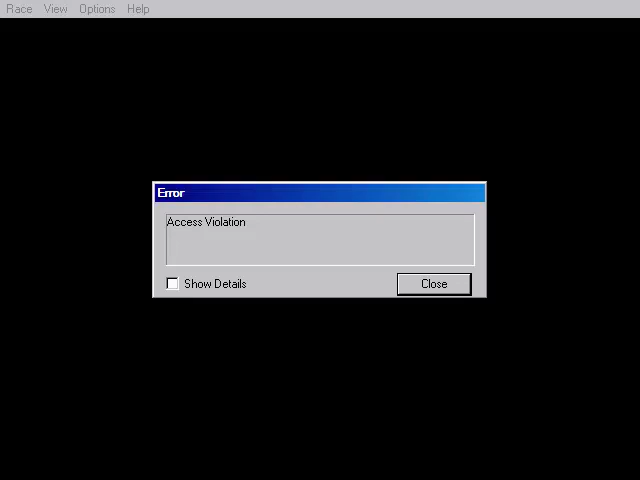 Race View Options Help
Error
Access Violation
Show Details Close